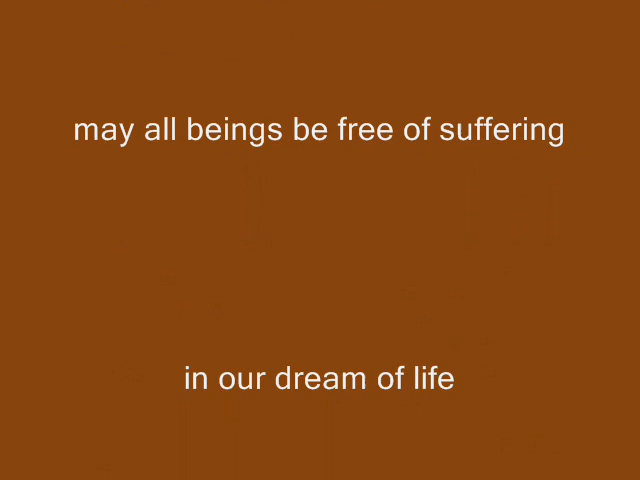 may all beings be free of suffering
in our dream of life